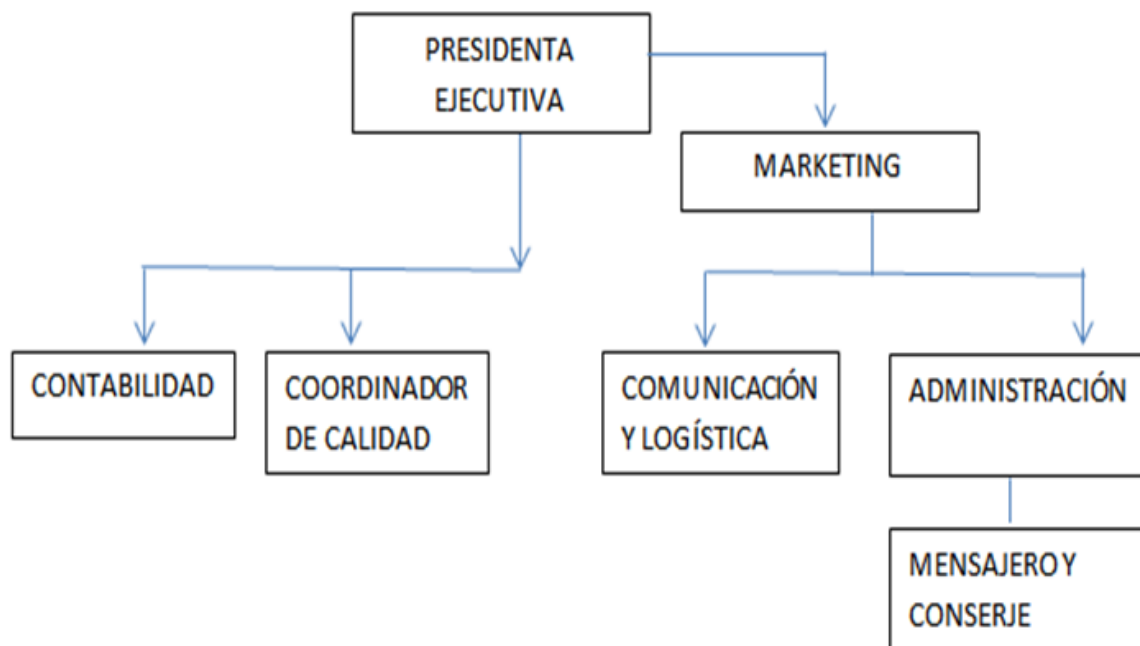 PRESIDENTA
EJECUTIVA
MARKETING
CONTABILIDAD
COORDINADOR
DE CALIDAD
COMUNICACIÓN
Y LOGÍSTICA
ADMINISTRACIÓN
MENSAJERO Y
CONSERJE